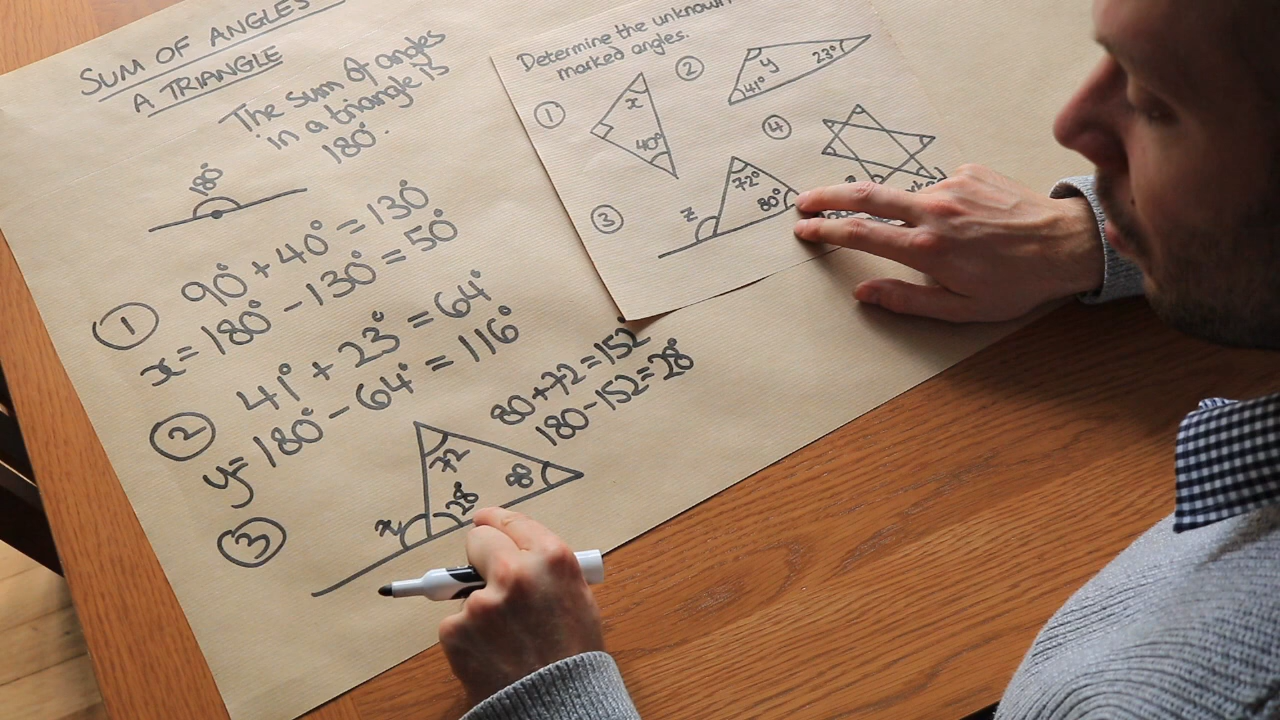 SUM OF ANGLES
A TRIANGLE
The sum of angles
in a triangle is
180°.
180°
1 90° + 40° = 130°
x = 180° - 130° = 50°
2 41° + 23° = 64°
y = 180° - 64° = 116°
3
80+72=152°
180-152=28°
72
28°
80
z
Determine the unknown
marked angles.
1
x
40°
2
y
41°
23°
3
z
72°
80°
4